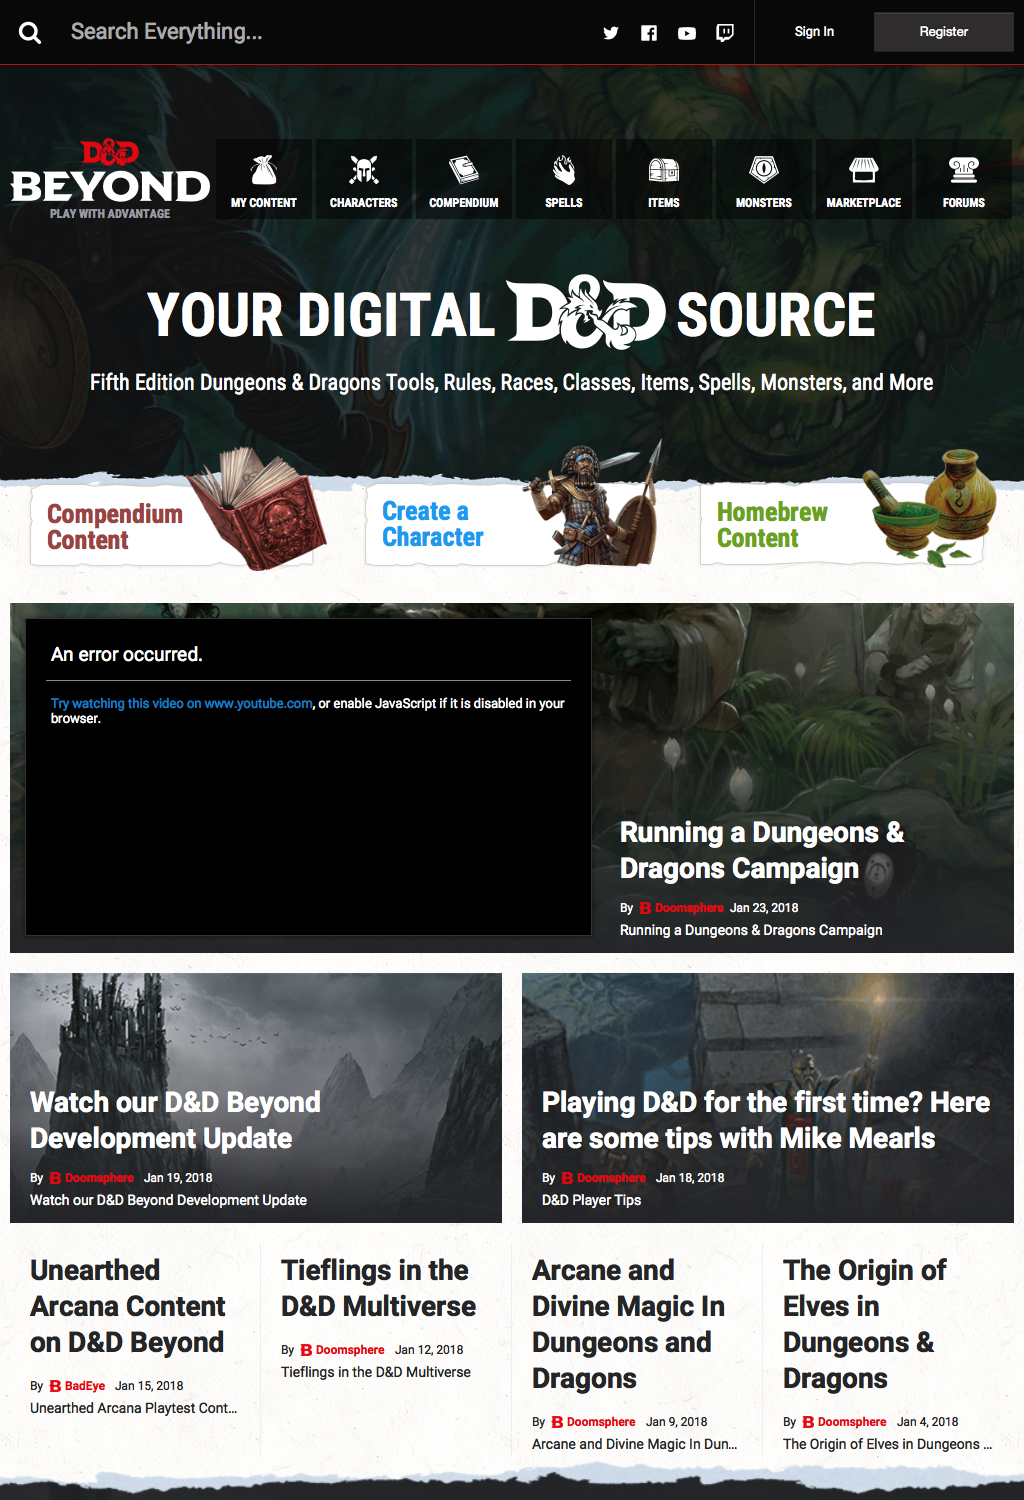 Search Everything...
Sign In
Register
D&D
BEYOND
PLAY WITH ADVANTAGE
MY CONTENT
CHARACTERS
COMPENDIUM
SPELLS
ITEMS
MONSTERS
MARKETPLACE
FORUMS
YOUR DIGITAL D&D SOURCE
Fifth Edition Dungeons & Dragons Tools, Rules, Races, Classes, Items, Spells, Monsters, and More
Compendium
Content
Create a
Character
Homebrew
Content
An error occurred.
Try watching this video on www.youtube.com, or enable JavaScript if it is disabled in your
browser.
Running a Dungeons &
Dragons Campaign
By B Doomsphere Jan 23, 2018
Running a Dungeons & Dragons Campaign
Watch our D&D Beyond
Development Update
By B Doomsphere Jan 19, 2018
Watch our D&D Beyond Development Update
Playing D&D for the first time? Here
are some tips with Mike Mearls
By B Doomsphere Jan 18, 2018
D&D Player Tips
Unearthed
Arcana Content
on D&D Beyond
By B BadEye Jan 15, 2018
Unearthed Arcana Playtest Cont...
Tieflings in the
D&D Multiverse
By B Doomsphere Jan 12, 2018
Tieflings in the D&D Multiverse
Arcane and
Divine Magic In
Dungeons and
Dragons
By B Doomsphere Jan 9, 2018
Arcane and Divine Magic In Dun...
The Origin of
Elves in
Dungeons &
Dragons
By B Doomsphere Jan 4, 2018
The Origin of Elves in Dungeons ...